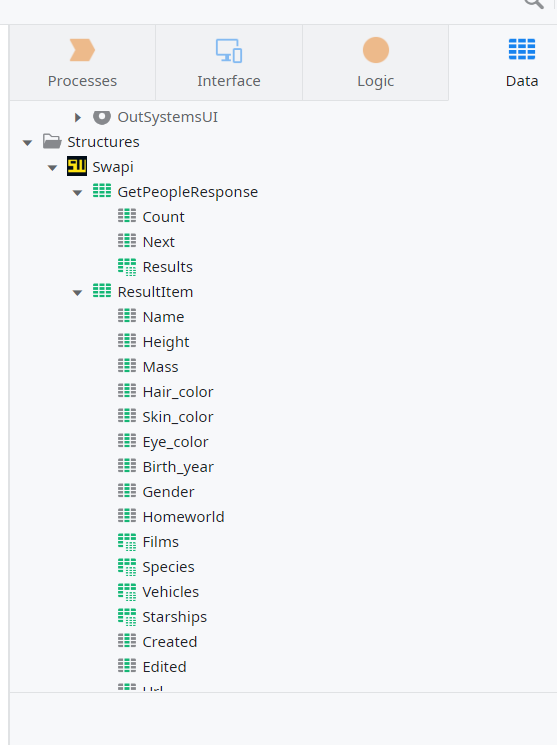 Processes
Interface
Logic
Data
OutSystemsUI
Structures
Swapi
GetPeopleResponse
Count
Next
Results
ResultItem
Name
Height
Mass
Hair_color
Skin_color
Eye_color
Birth_year
Gender
Homeworld
Films
Species
Vehicles
Starships
Created
Edited
Url